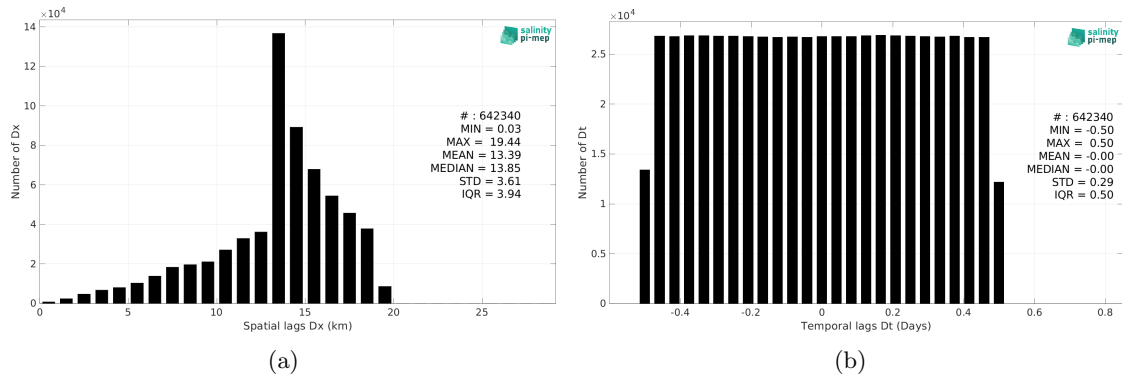 ×10⁴
14
12
10
8
6
4
2
0
Number of Dx
0 5 10 15 20 25
Spatial lags Dx (km)
salinity
pi-mep
# : 642340
MIN = 0.03
MAX = 19.44
MEAN = 13.39
MEDIAN = 13.85
STD = 3.61
IQR = 3.94
(a)
×10⁴
2.5
2
1.5
1
0.5
0
Number of Dt
-0.4 -0.2 0 0.2 0.4 0.6 0.8
Temporal lags Dt (Days)
salinity
pi-mep
# : 642340
MIN = -0.50
MAX = 0.50
MEAN = -0.00
MEDIAN = -0.00
STD = 0.29
IQR = 0.50
(b)